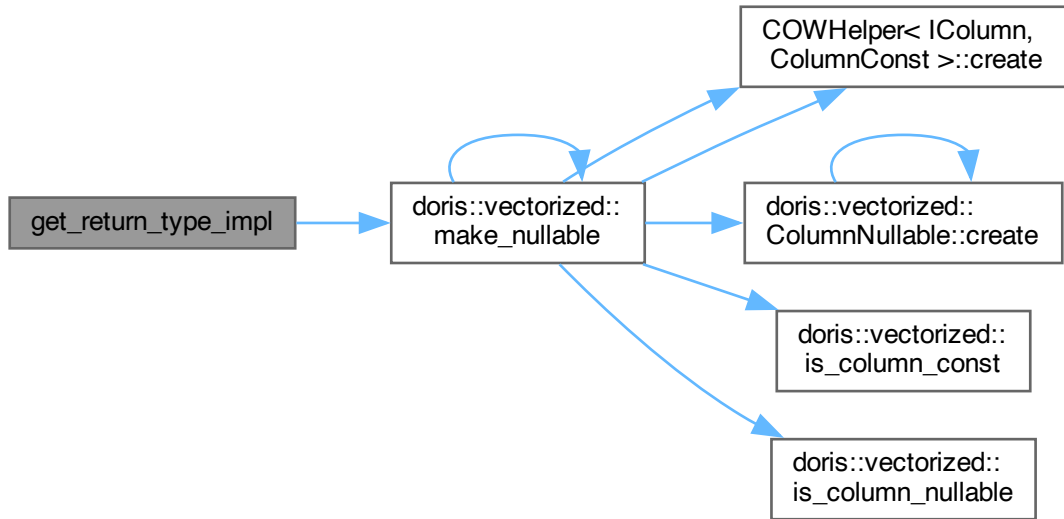 get_return_type_impl
doris::vectorized::
make_nullable
COWHelper< IColumn,
ColumnConst >::create
doris::vectorized::
ColumnNullable::create
doris::vectorized::
is_column_const
doris::vectorized::
is_column_nullable